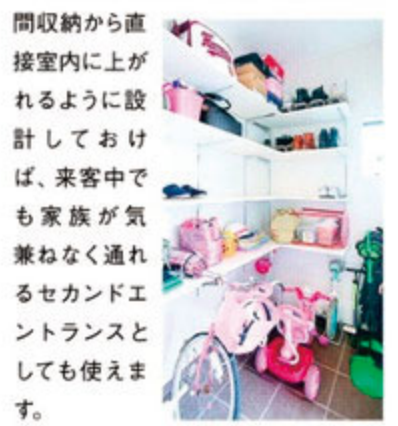 間収納から直
接室内に上が
れるように設
計しておけ
ば、来客中で
も家族が気
兼ねなく通れ
るセカンドエ
ントランスと
しても使えま
す。